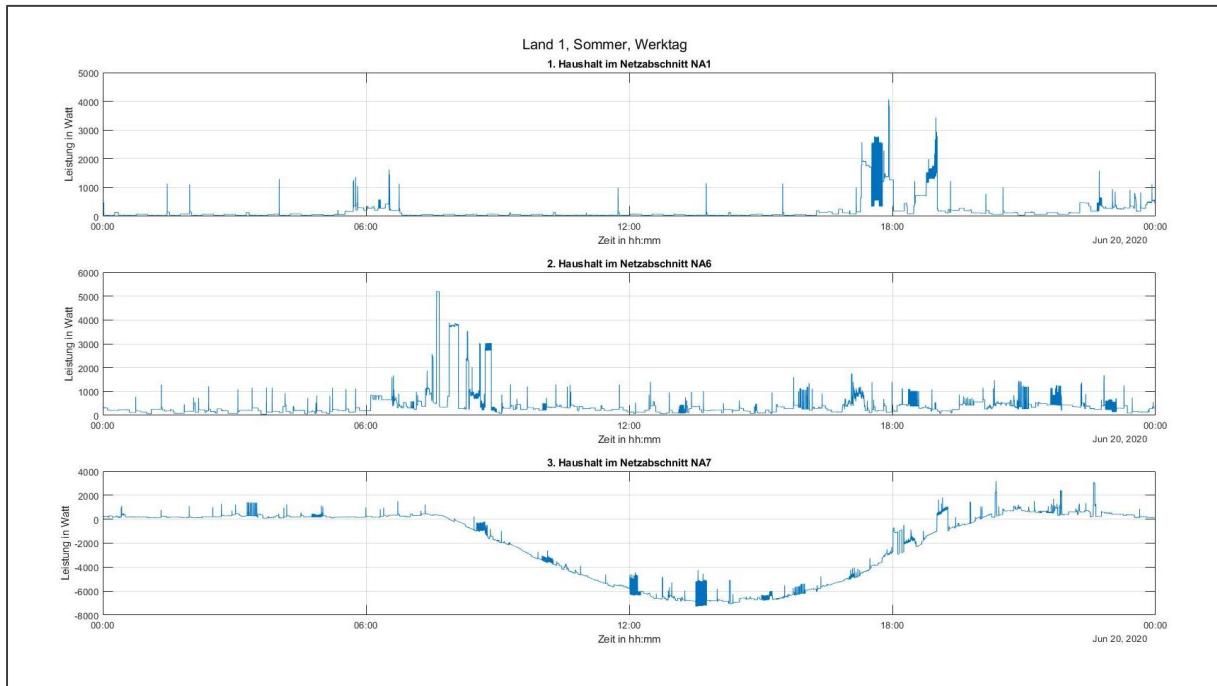 Land 1, Sommer, Werktag
1. Haushalt im Netzabschnitt NA1
5000
4000
3000
2000
1000
0
Leistung in Watt
00:00 06:00 12:00 18:00 00:00
Zeit in hh:mm
Jun 20, 2020
2. Haushalt im Netzabschnitt NA6
6000
5000
4000
3000
2000
1000
0
Leistung in Watt
00:00 06:00 12:00 18:00 00:00
Zeit in hh:mm
Jun 20, 2020
3. Haushalt im Netzabschnitt NA7
4000
2000
0
-2000
-4000
-6000
-8000
Leistung in Watt
00:00 06:00 12:00 18:00 00:00
Zeit in hh:mm
Jun 20, 2020